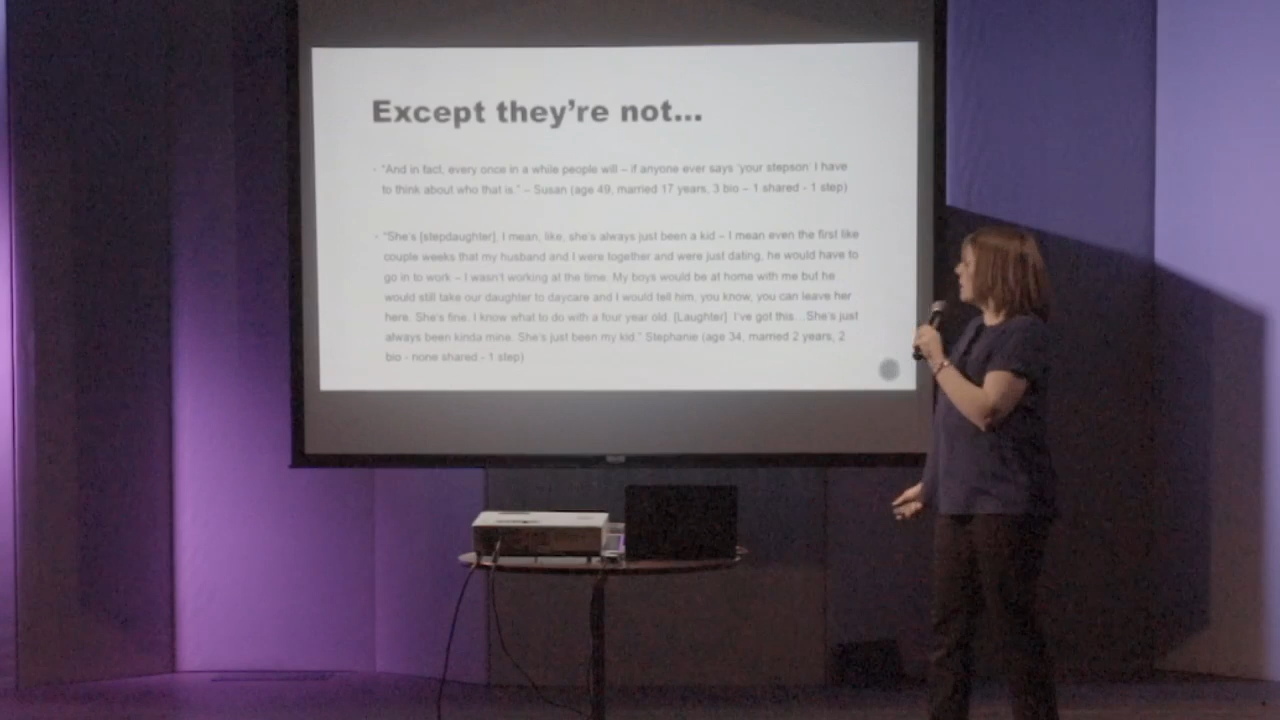 Except they're not...
- "And in fact, every once in a while people will – if anyone ever says 'your stepson' I have
to think about who that is." – Susan (age 49, married 17 years, 3 bio – 1 shared - 1 step)
- "She's [stepdaughter], I mean, like, she's always just been a kid – I mean even the first like
couple weeks that my husband and I were together and were just dating, he would have to
go in to work – I wasn't working at the time. My boys would be at home with me but he
would still take our daughter to daycare and I would tell him, you know, you can leave her
here. She's fine. I know what to do with a four year old. [Laughter] I've got this...She's just
always been kinda mine. She's just been my kid." Stephanie (age 34, married 2 years, 2
bio - none shared - 1 step)